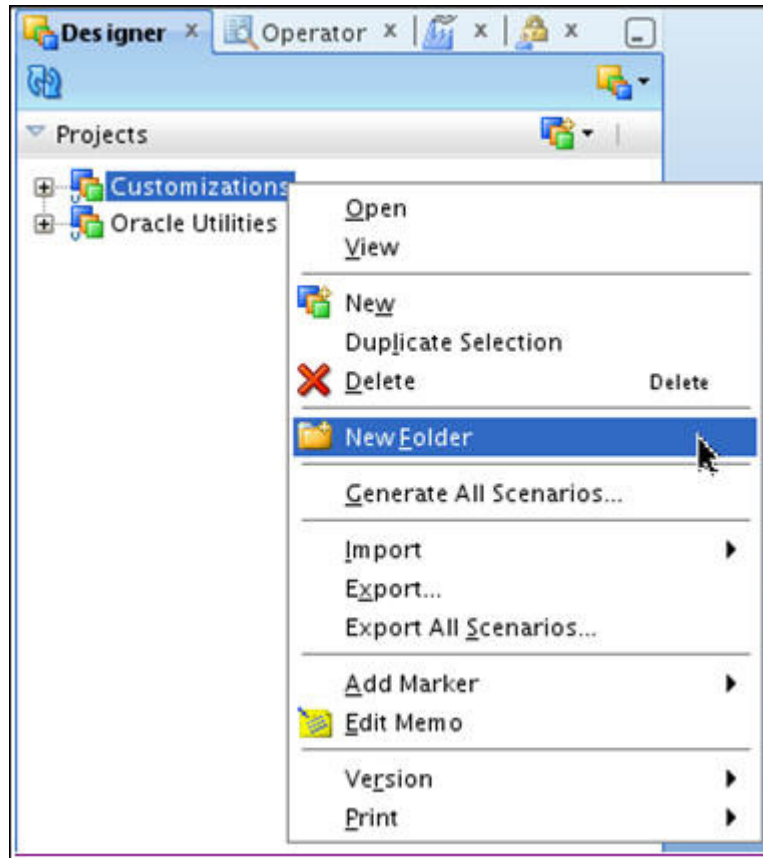 Designer x Operator x x x
Projects
Customizations
Oracle Utilities
Open
View
New
Duplicate Selection
Delete Delete
New Folder
Generate All Scenarios...
Import
Export...
Export All Scenarios...
Add Marker
Edit Memo
Version
Print